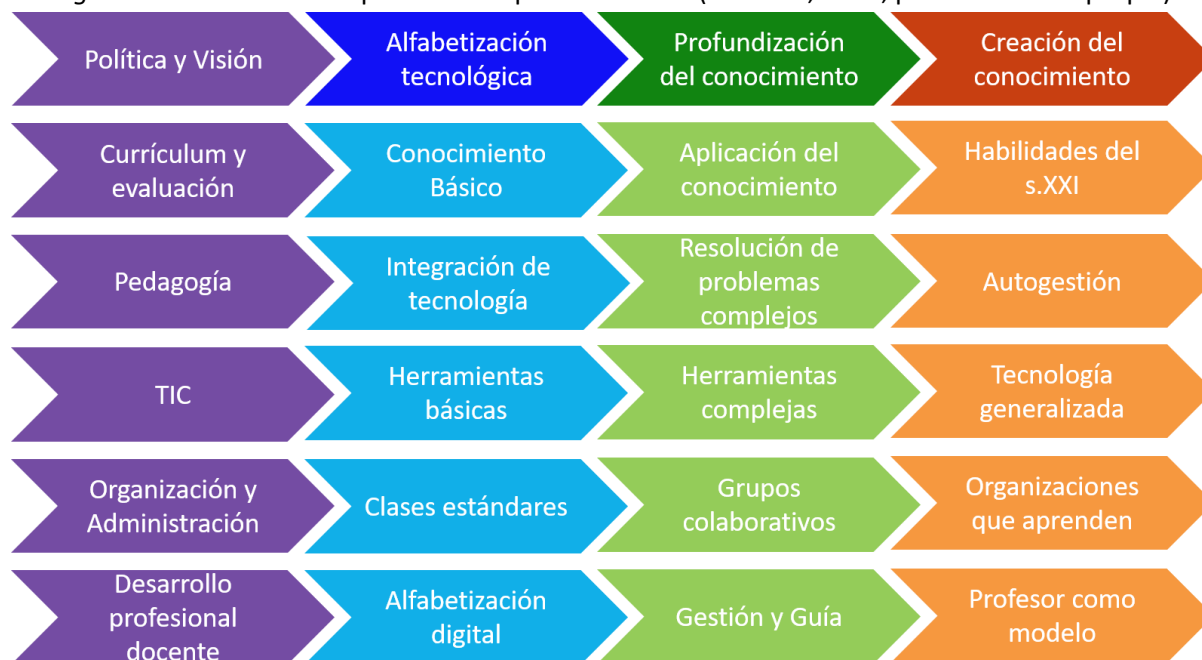 Política y Visión
Alfabetización
tecnológica
Profundización
del conocimiento
Creación del
conocimiento
Currículum y
evaluación
Conocimiento
Básico
Aplicación del
conocimiento
Habilidades del
s.XXI
Pedagogía
Integración de
tecnología
Resolución de
problemas
complejos
Autogestión
TIC
Herramientas
básicas
Herramientas
complejas
Tecnología
generalizada
Organización y
Administración
Clases estándares
Grupos
colaborativos
Organizaciones
que aprenden
Desarrollo
profesional
docente
Alfabetización
digital
Gestión y Guía
Profesor como
modelo